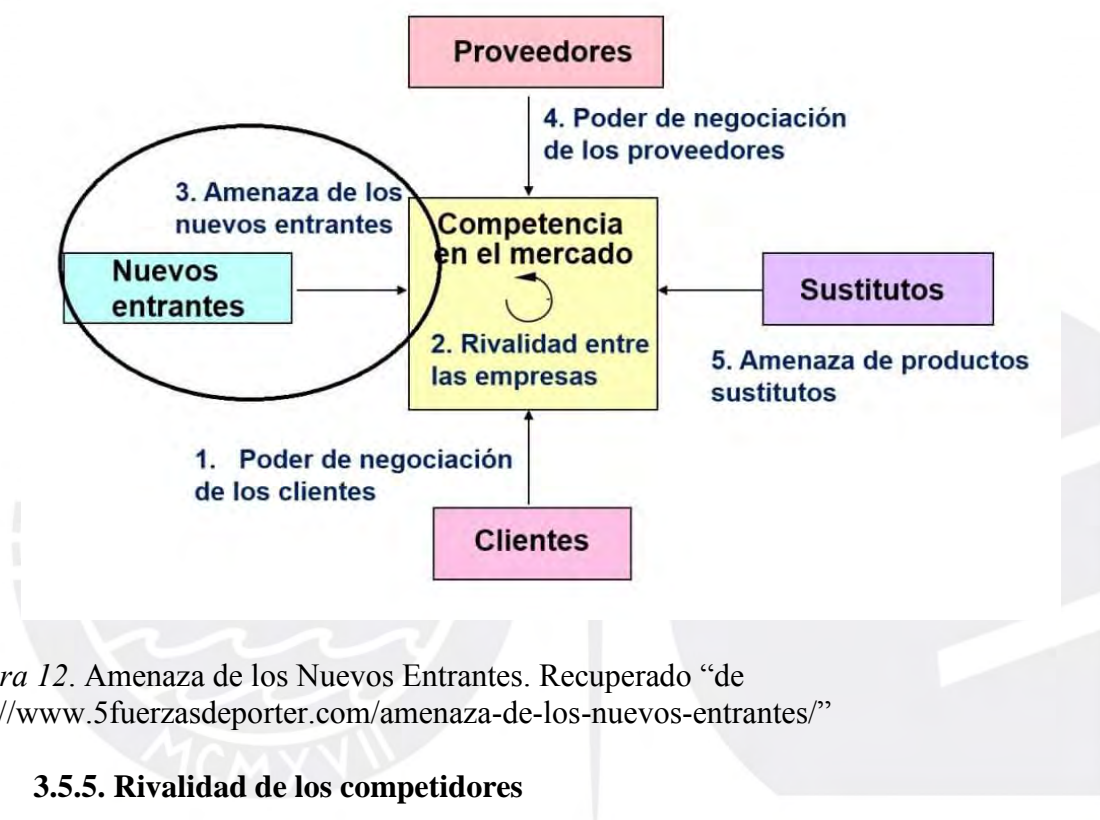 Proveedores
4. Poder de negociación
de los proveedores
3. Amenaza de los
nuevos entrantes
Competencia
en el mercado
Nuevos
entrantes
Sustitutos
2. Rivalidad entre
las empresas
5. Amenaza de productos
sustitutos
1. Poder de negociación
de los clientes
Clientes
ra 12. Amenaza de los Nuevos Entrantes. Recuperado “de
//www.5fuerzasdeporter.com/amenaza-de-los-nuevos-entrantes/”
MCMXVII
3.5.5. Rivalidad de los competidores